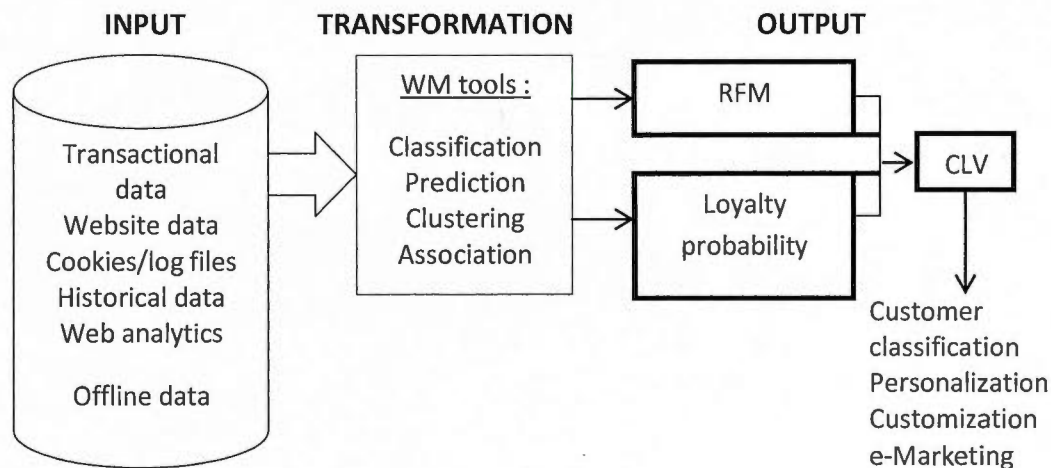 INPUT
TRANSFORMATION
OUTPUT
Transactional
data
Website data
Cookies/log files
Historical data
Web analytics
Offline data
WM tools :
Classification
Prediction
Clustering
Association
RFM
Loyalty
probability
CLV
Customer
classification
Personalization
Customization
e-Marketing